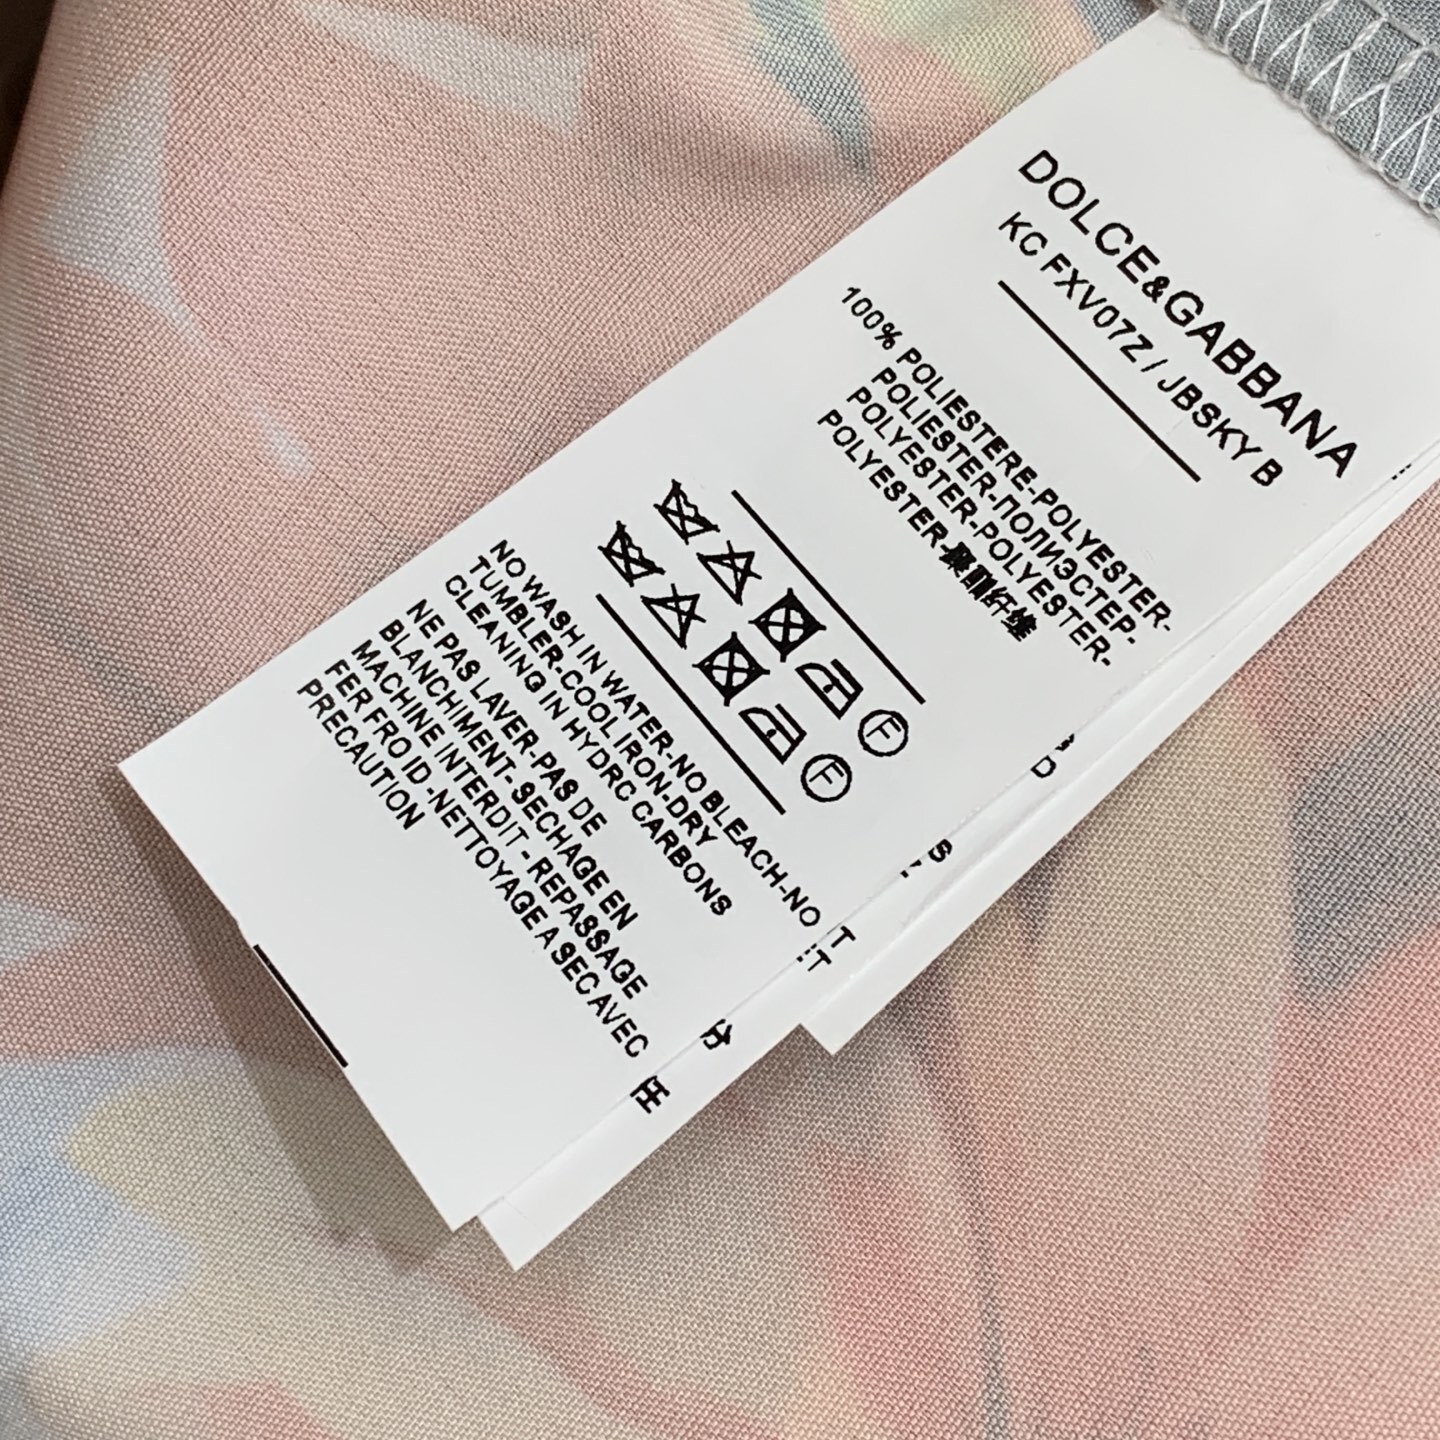 DOLCE&GABBANA
KC FXV07Z / JBSKY B
100% POLIESTERE-POLYESTER-
POLIESTER-ПОЛИЭСТЕР-
POLYESTER-POLYESTER-
POLYESTER-聚酯纤维
F
F
NO WASH IN WATER-NO BLEACH-NO
TUMBLER-COOL IRON-DRY
CLEANING IN HYDRC CARBONS
NE PAS LAVER-PAS DE
BLANCHIMENT- SECHAGE EN
MACHINE INTERDIT - REPASSAGE
FER FRO ID -NETTOYAGE A SEC AVEC
PRECAUTION